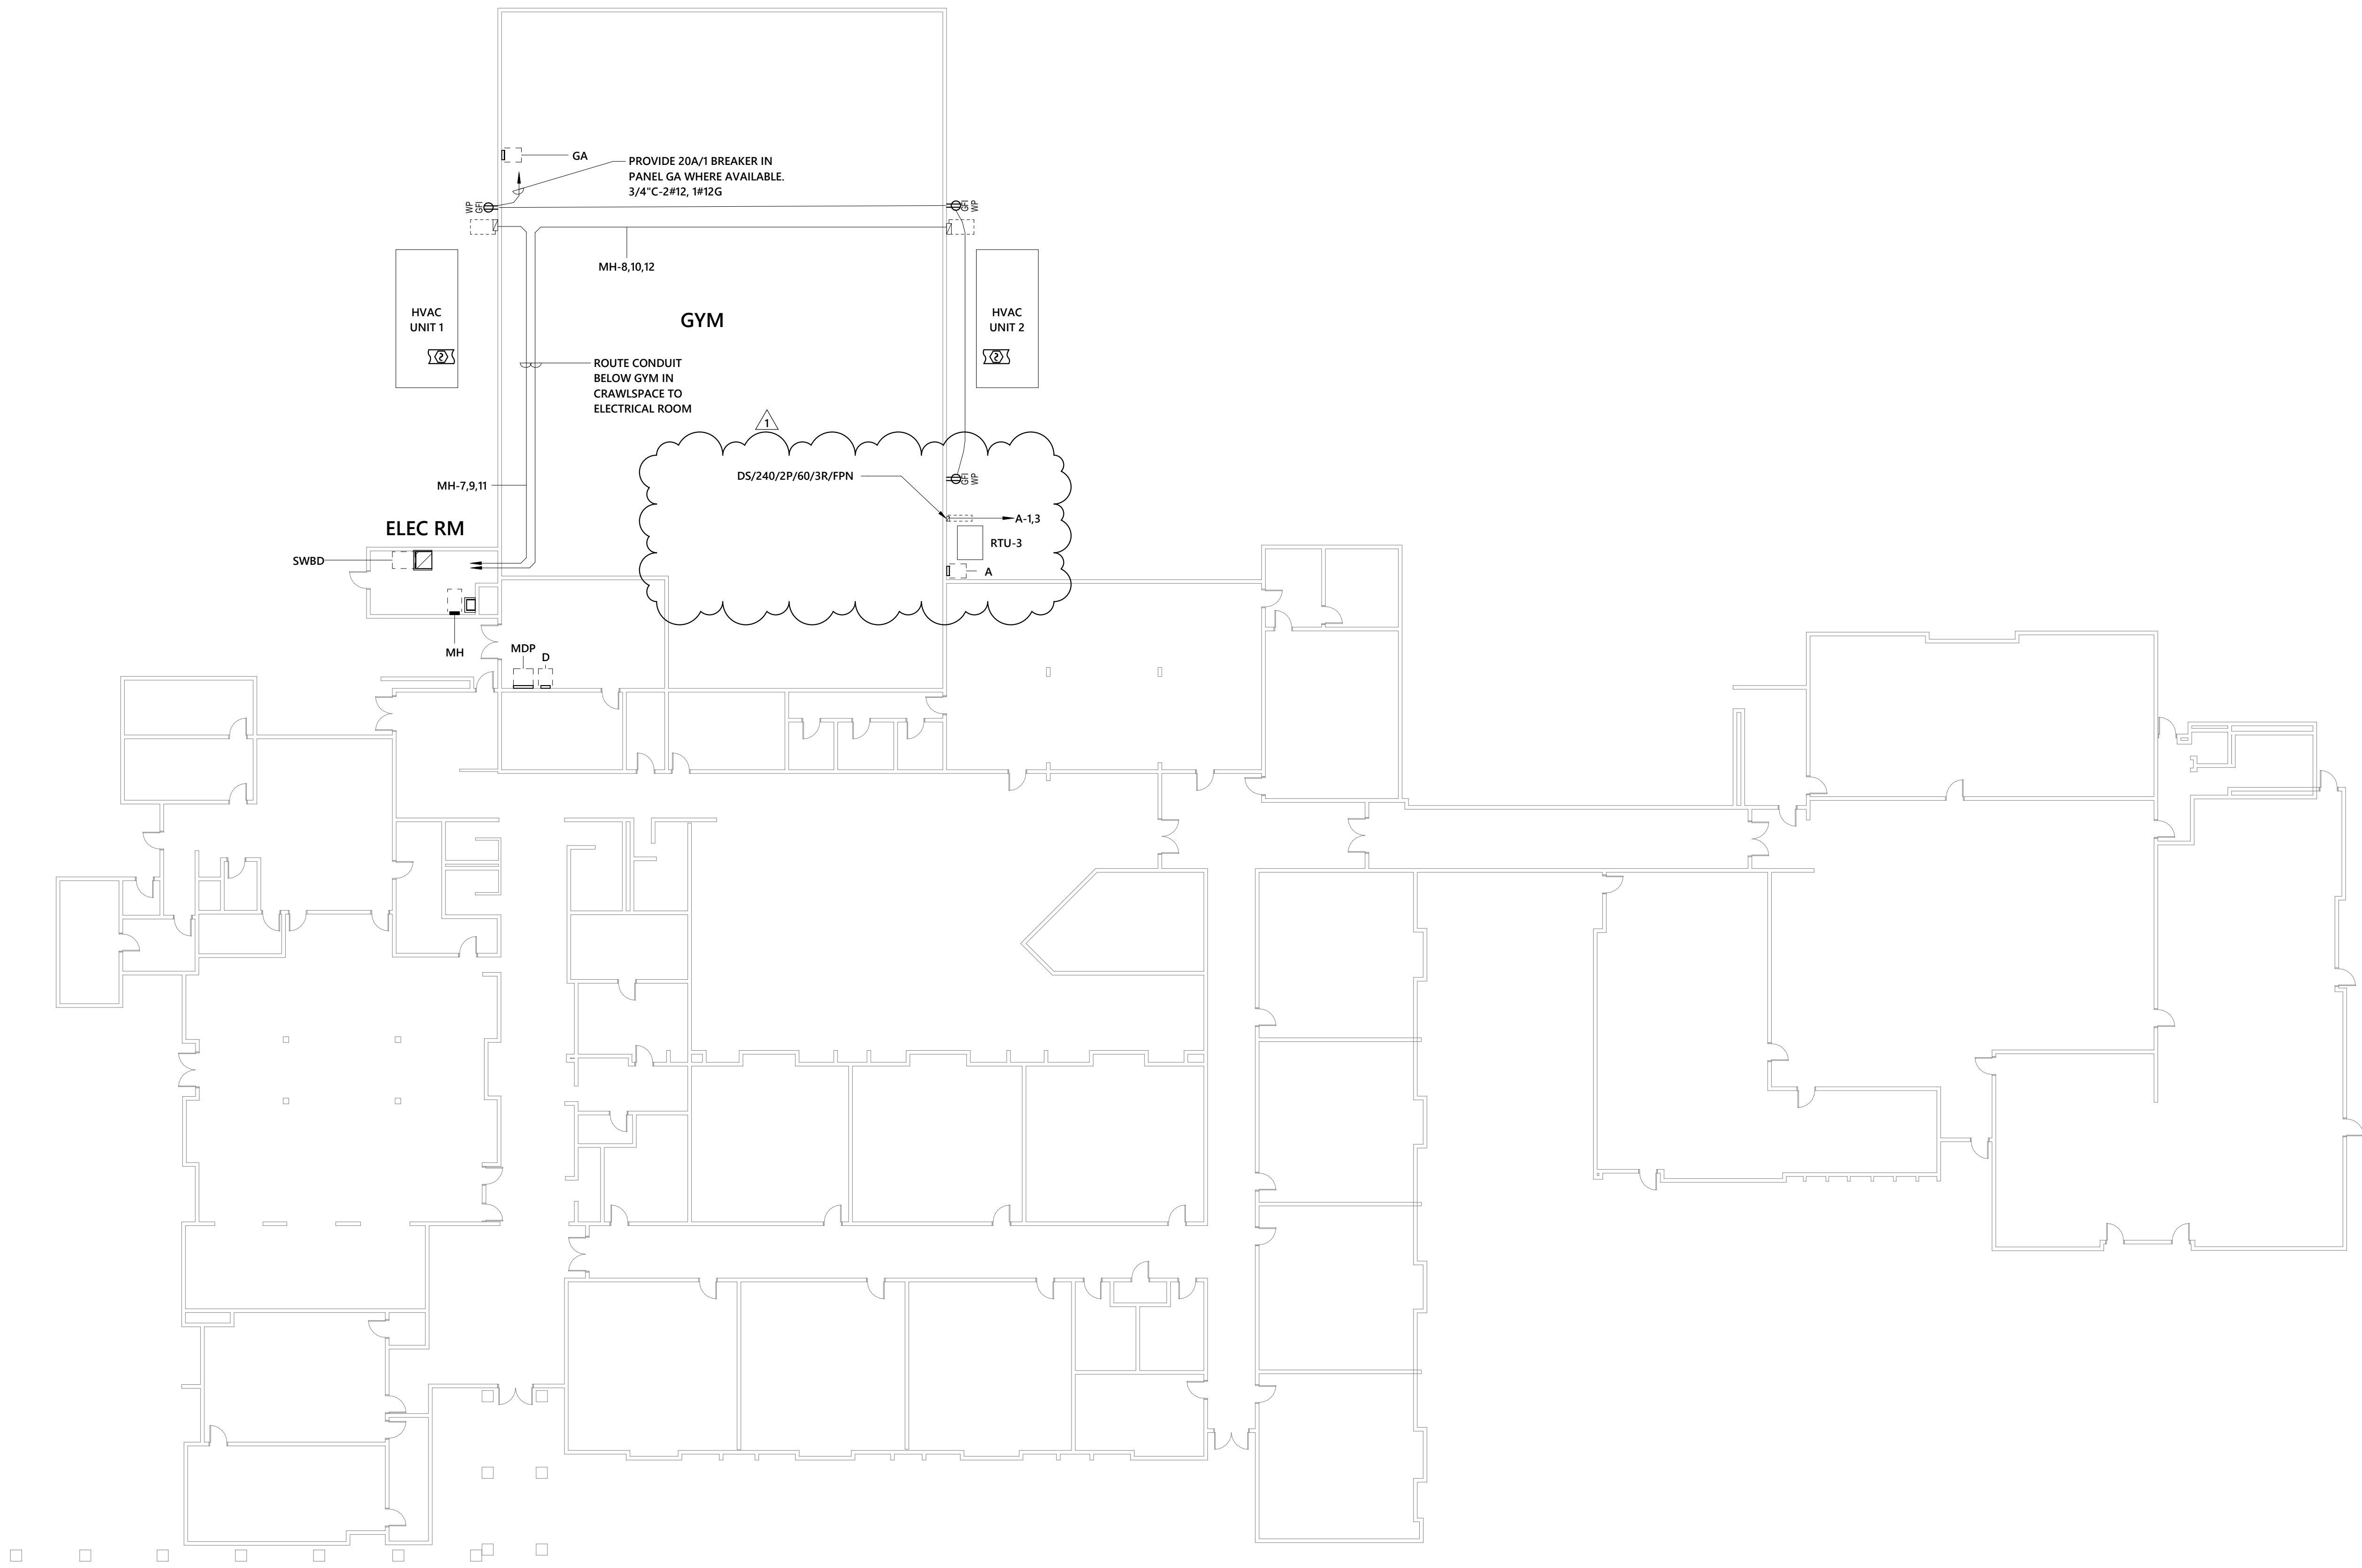 GA
PROVIDE 20A/1 BREAKER IN
PANEL GA WHERE AVAILABLE.
3/4"C-2#12, 1#12G
WP
GFI
GFI
WP
MH-8,10,12
HVAC
UNIT 1
GYM
HVAC
UNIT 2
2
2
ROUTE CONDUIT
BELOW GYM IN
CRAWLSPACE TO
ELECTRICAL ROOM
1
DS/240/2P/60/3R/FPN
GFI
WP
MH-7,9,11
A-1,3
ELEC RM
RTU-3
SWBD
A
MH
MDP
D